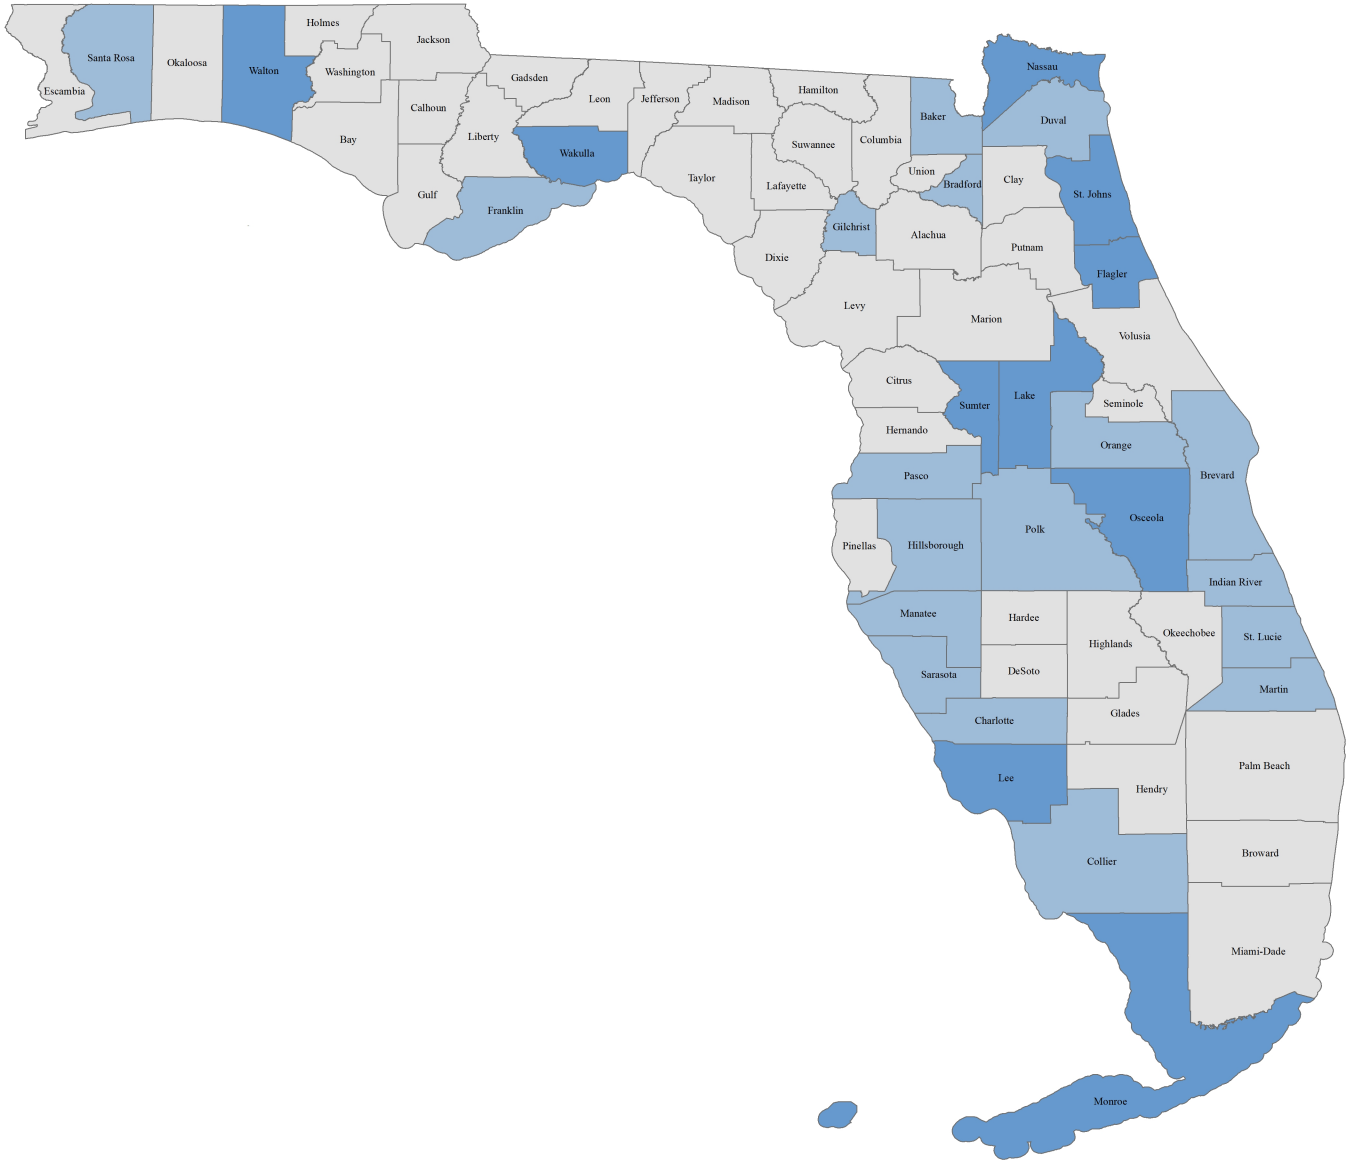 Holmes
Jackson
Santa Rosa
Okaloosa
Walton
Washington
Escambia
Gadsden
Calhoun
Leon
Jefferson
Madison
Hamilton
Nassau
Baker
Duval
Bay
Liberty
Wakulla
Suwannee
Columbia
Taylor
Lafayette
Union
Bradford
Clay
St. Johns
Gulf
Franklin
Gilchrist
Alachua
Putnam
Dixie
Flagler
Levy
Marion
Volusia
Citrus
Sumter
Lake
Seminole
Hernando
Orange
Pasco
Brevard
Pinellas
Hillsborough
Polk
Osceola
Indian River
Manatee
Hardee
Highlands
Okeechobee
St. Lucie
Sarasota
DeSoto
Martin
Charlotte
Glades
Lee
Hendry
Palm Beach
Collier
Broward
Miami-Dade
Monroe